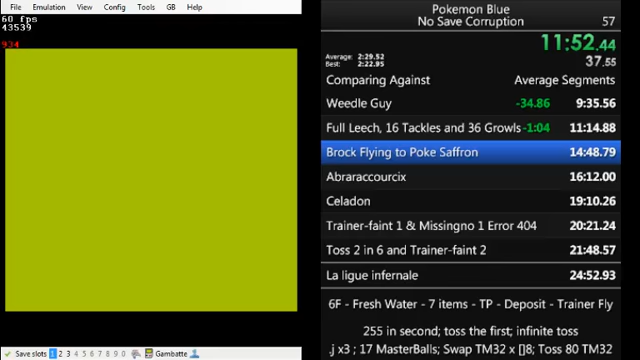 File Emulation View Config Tools GB Help
60 fps
43539
934
Save slots 1 2 3 4 5 6 7 8 9 0 Gambatte
Pokemon Blue
No Save Corruption 57
11:52.44
Average: 2:29.52
Best: 2:22.95
37.55
Comparing Against Average Segments
Weedle Guy -34.86 9:35.56
Full Leech, 16 Tackles and 36 Growls -1:04 11:14.88
Brock Flying to Poke Saffron 14:48.79
Abraraccourcix 16:12.00
Celadon 19:10.26
Trainer-faint 1 & Missingno 1 Error 404 20:21.24
Toss 2 in 6 and Trainer-faint 2 21:48.57
La ligue infernale 24:52.93
6F - Fresh Water - 7 items - TP - Deposit - Trainer Fly
255 in second; toss the first; infinite toss
.j x3 ; 17 MasterBalls; Swap TM32 x []8; Toss 80 TM32